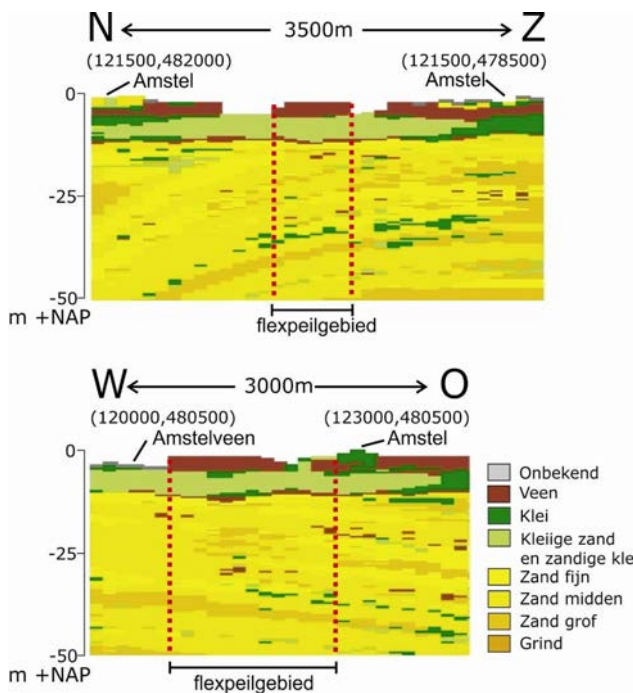 N 3500m Z
(121500,482000) (121500,478500)
Amstel Amstel
0
-25
-50
m +NAP
flexpeilgebied
W 3000m O
(120000,480500) (123000,480500)
Amstelveen Amstel
0
-25
-50
m +NAP
flexpeilgebied
Onbekend
Veen
Klei
Kleiige zand
en zandige kle
Zand fijn
Zand midden
Zand grof
Grind